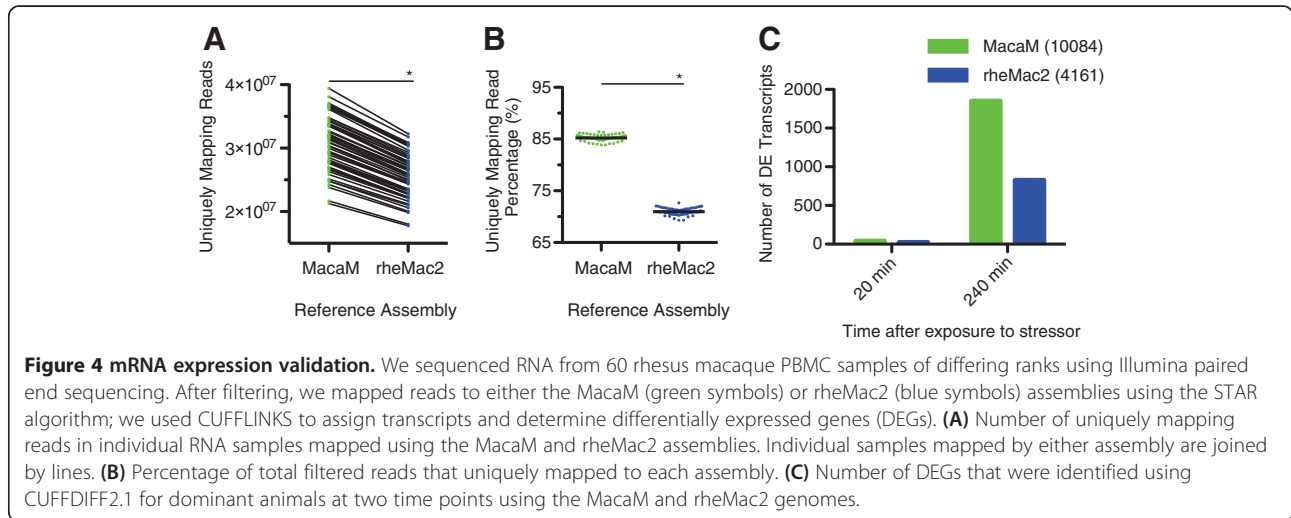 A
Uniquely Mapping Reads
4×10⁰⁷
3×10⁰⁷
2×10⁰⁷
MacaM rheMac2
Reference Assembly
B
Uniquely Mapping Read
Percentage (%)
95
85
75
65
MacaM rheMac2
Reference Assembly
*
*
C
MacaM (10084)
rheMac2 (4161)
Number of DE Transcripts
2000
1500
1000
500
0
20 min
240 min
Time after exposure to stressor
Figure 4 mRNA expression validation. We sequenced RNA from 60 rhesus macaque PBMC samples of differing ranks using Illumina paired
end sequencing. After filtering, we mapped reads to either the MacaM (green symbols) or rheMac2 (blue symbols) assemblies using the STAR
algorithm; we used CUFFLINKS to assign transcripts and determine differentially expressed genes (DEGs). (A) Number of uniquely mapping
reads in individual RNA samples mapped using the MacaM and rheMac2 assemblies. Individual samples mapped by either assembly are joined
by lines. (B) Percentage of total filtered reads that uniquely mapped to each assembly. (C) Number of DEGs that were identified using
CUFFDIFF2.1 for dominant animals at two time points using the MacaM and rheMac2 genomes.